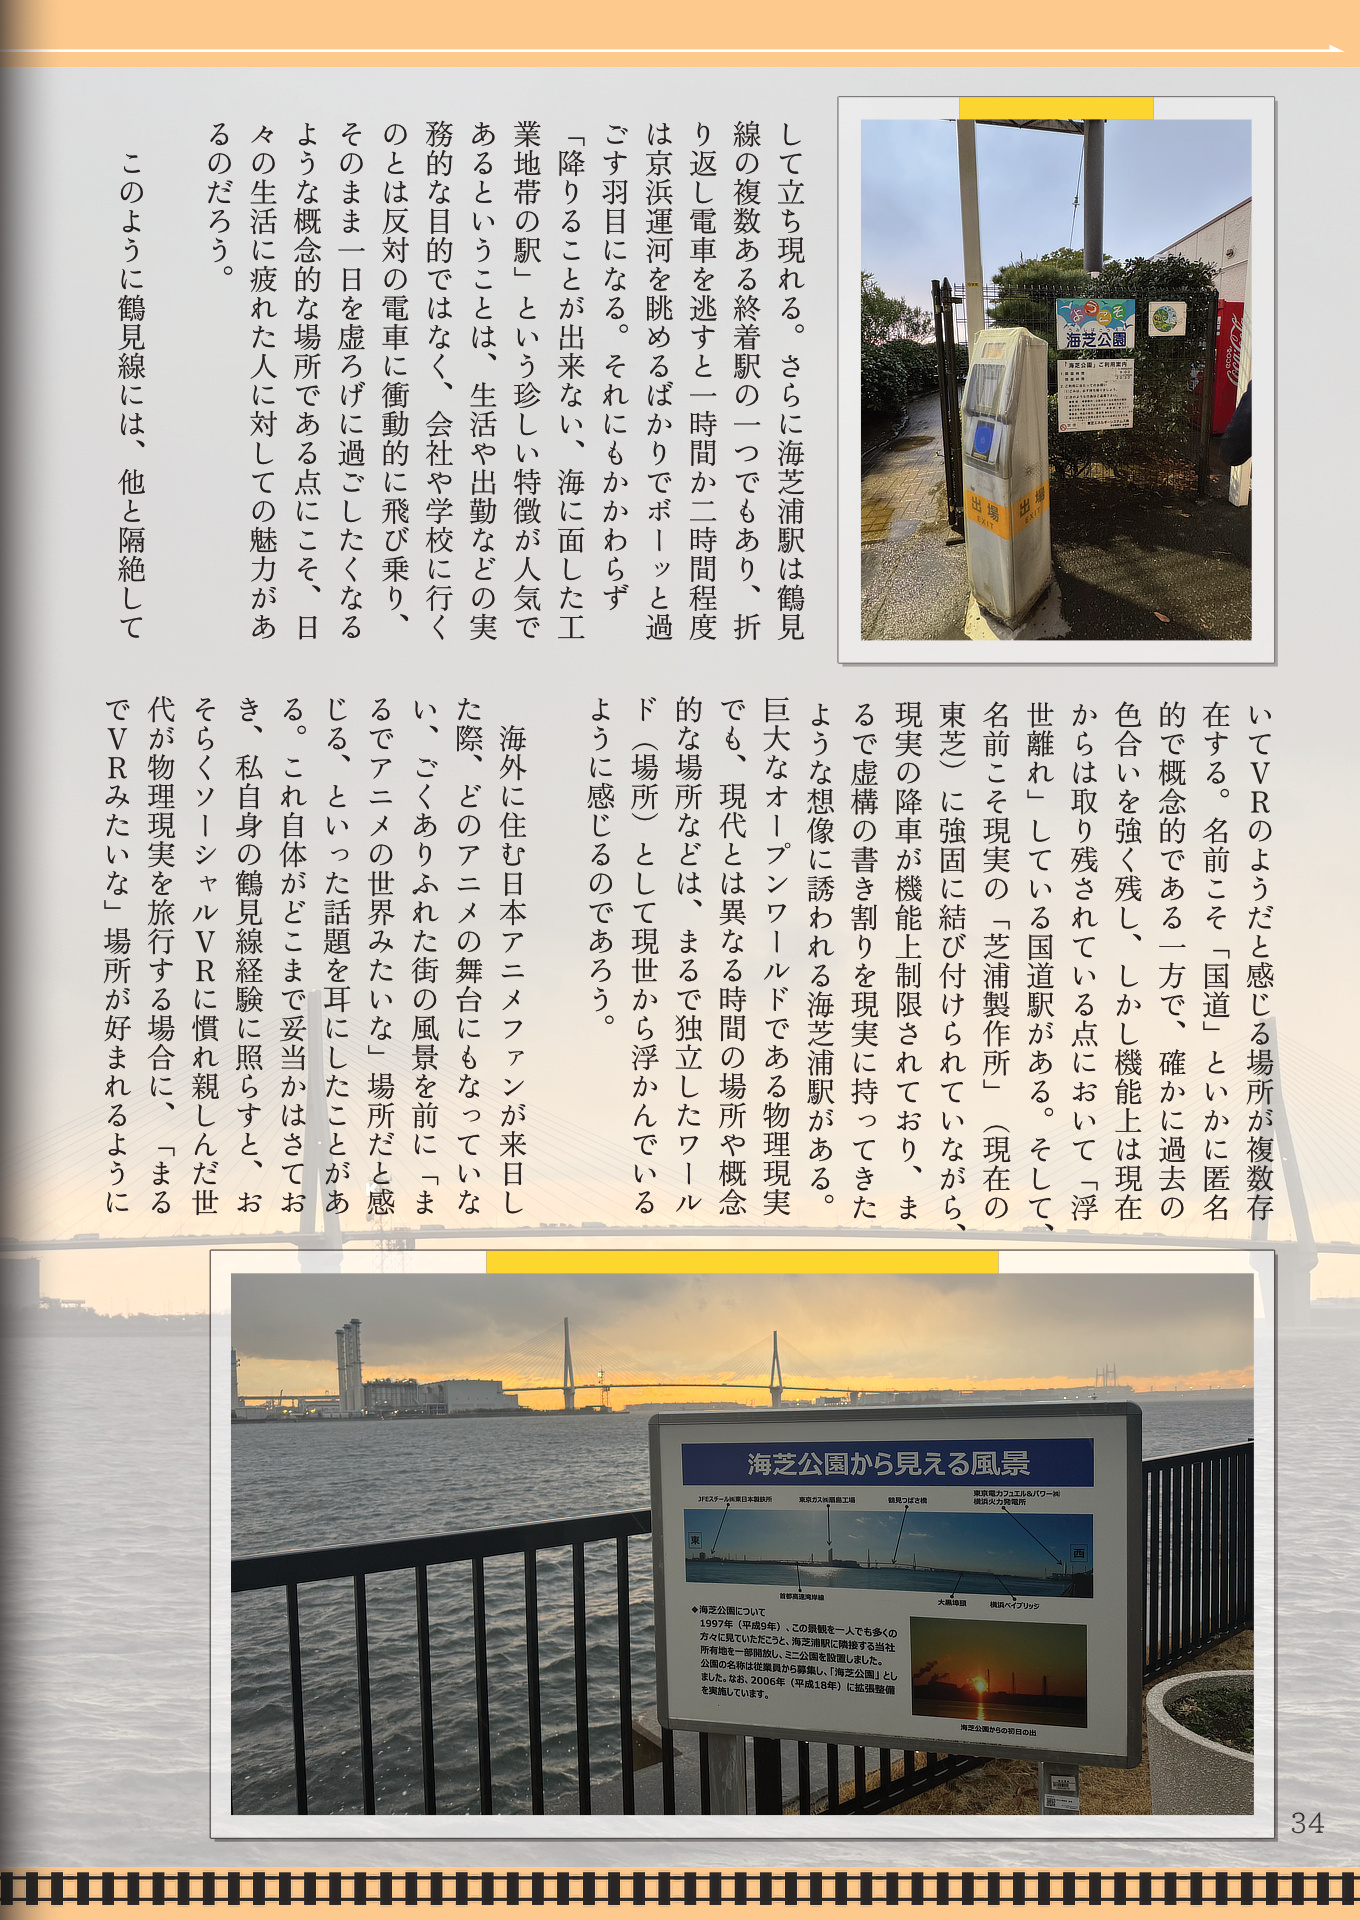 して立ち現れる。さらに海芝浦駅は鶴見
線の複数ある終着駅の一つでもあり、折
り返し電車を逃すと一時間か二時間程度
は京浜運河を眺めるばかりでボーッと過
ごす羽目になる。それにもかかわらず
「降りることが出来ない、海に面した工
業地帯の駅」という珍しい特徴が人気で
あるということは、生活や出勤などの実
務的な目的ではなく、会社や学校に行く
のとは反対の電車に衝動的に飛び乗り、
そのまま一日を虚ろげに過ごしたくなる
ような概念的な場所である点にこそ、日
々の生活に疲れた人に対しての魅力があ
るのだろう。
このように鶴見線には、他と隔絶して
いてVRのようだと感じる場所が複数存
在する。名前こそ「国道」といかに匿名
的で概念的である一方で、確かに過去の
色合いを強く残し、しかし機能上は現在
からは取り残されている点において「浮
世離れ」している国道駅がある。そして、
名前こそ現実の「芝浦製作所」（現在の
東芝）に強固に結び付けられていながら、
現実の降車が機能上制限されており、ま
るで虚構の書き割りを現実に持ってきた
ような想像に誘われる海芝浦駅がある。
巨大なオープンワールドである物理現実
でも、現代とは異なる時間の場所や概念
的な場所などは、まるで独立したワール
ド（場所）として現世から浮かんでいる
ように感じるのであろう。
海外に住む日本アニメファンが来日し
た際、どのアニメの舞台にもなっていな
い、ごくありふれた街の風景を前に「ま
るでアニメの世界みたいな」場所だと感
じる、といった話題を耳にしたことがあ
る。これ自体がどこまで妥当かはさてお
き、私自身の鶴見線経験に照らすと、お
そらくソーシャルVRに慣れ親しんだ世
代が物理現実を旅行する場合に、「まる
でVRみたいな」場所が好まれるように
ようこそ
海芝公園
「海芝公園」ご利用案内
出場
EXIT
出場
EXIT
海芝公園から見える風景
JFEスチール㈱東日本製鉄所
東京ガス㈱扇島工場
鶴見つばさ橋
東京電力フュエル&パワー㈱
横浜火力発電所
東
西
首都高速湾岸線
大黒埠頭
横浜ベイブリッジ
◆海芝公園について
1997年（平成9年）、この景観を一人でも多くの
方々に見ていただこうと、海芝浦駅に隣接する当社
所有地を一部開放し、ミニ公園を設置しました。
公園の名称は従業員から募集し、「海芝公園」とし
ました。なお、2006年（平成18年）に拡張整備
を実施しています。
海芝公園からの初日の出
34